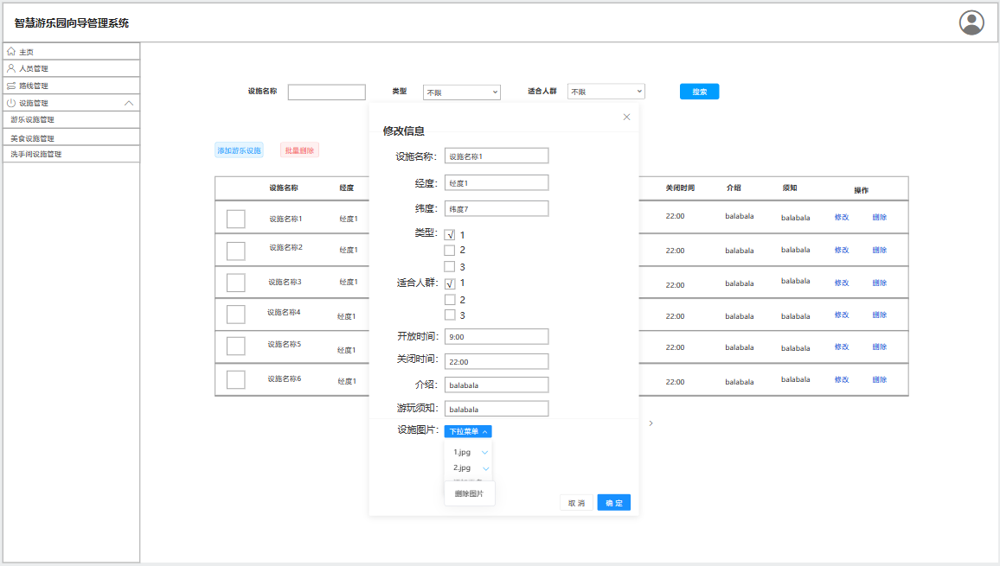 智慧游乐园向导管理系统
主页
人员管理
路线管理
设施管理
游乐设施管理
美食设施管理
洗手间设施管理
设施名称 类型 不限 适合人群 不限 搜索
添加游乐设施 批量删除
设施名称 经度 关闭时间 介绍 须知 操作
设施名称1 经度1 22:00 balabala balabala 修改 删除
设施名称2 经度1 22:00 balabala balabala 修改 删除
设施名称3 经度1 22:00 balabala balabala 修改 删除
设施名称4 经度1 22:00 balabala balabala 修改 删除
设施名称5 经度1 22:00 balabala balabala 修改 删除
设施名称6 经度1 22:00 balabala balabala 修改 删除
修改信息
设施名称： 设施名称1
经度： 经度1
纬度： 纬度7
类型： √ 1
2
3
适合人群： √ 1
2
3
开放时间： 9:00
关闭时间： 22:00
介绍： balabala
游玩须知： balabala
设施图片： 下拉菜单
1.jpg
2.jpg
删除图片
取 消 确 定